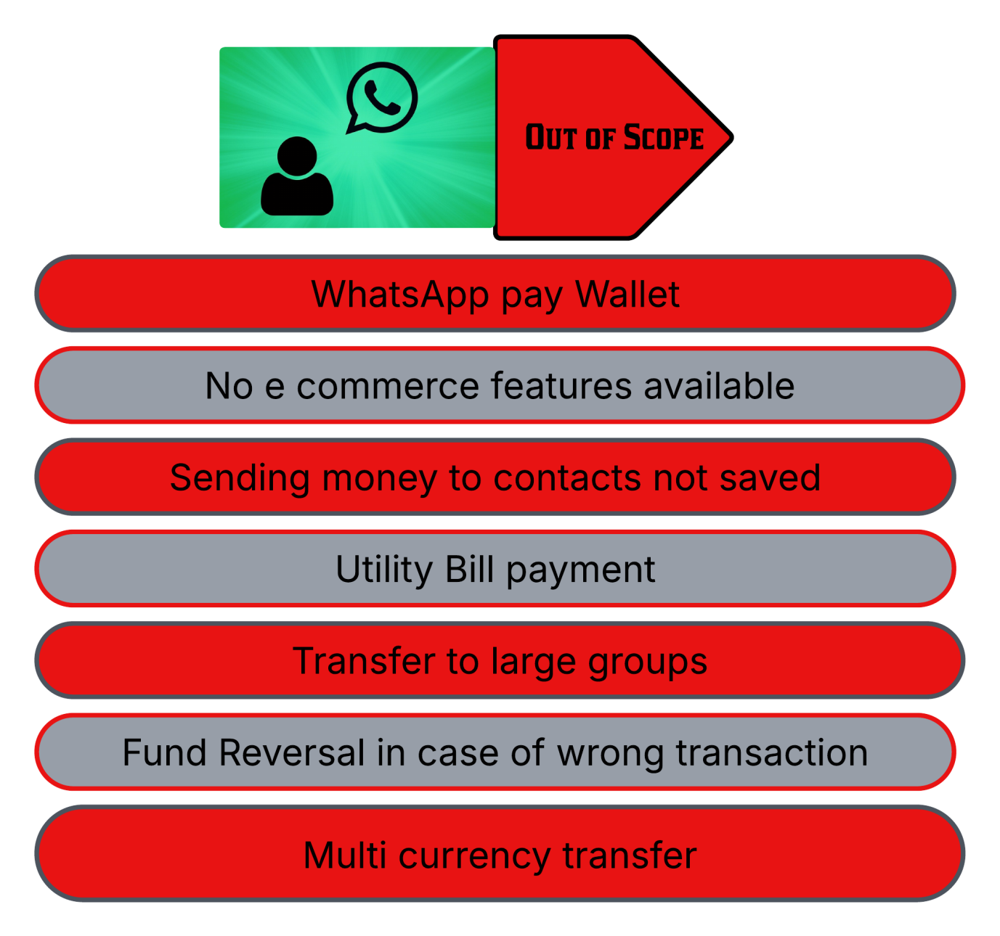 Out of Scope
WhatsApp pay Wallet
No e commerce features available
Sending money to contacts not saved
Utility Bill payment
Transfer to large groups
Fund Reversal in case of wrong transaction
Multi currency transfer